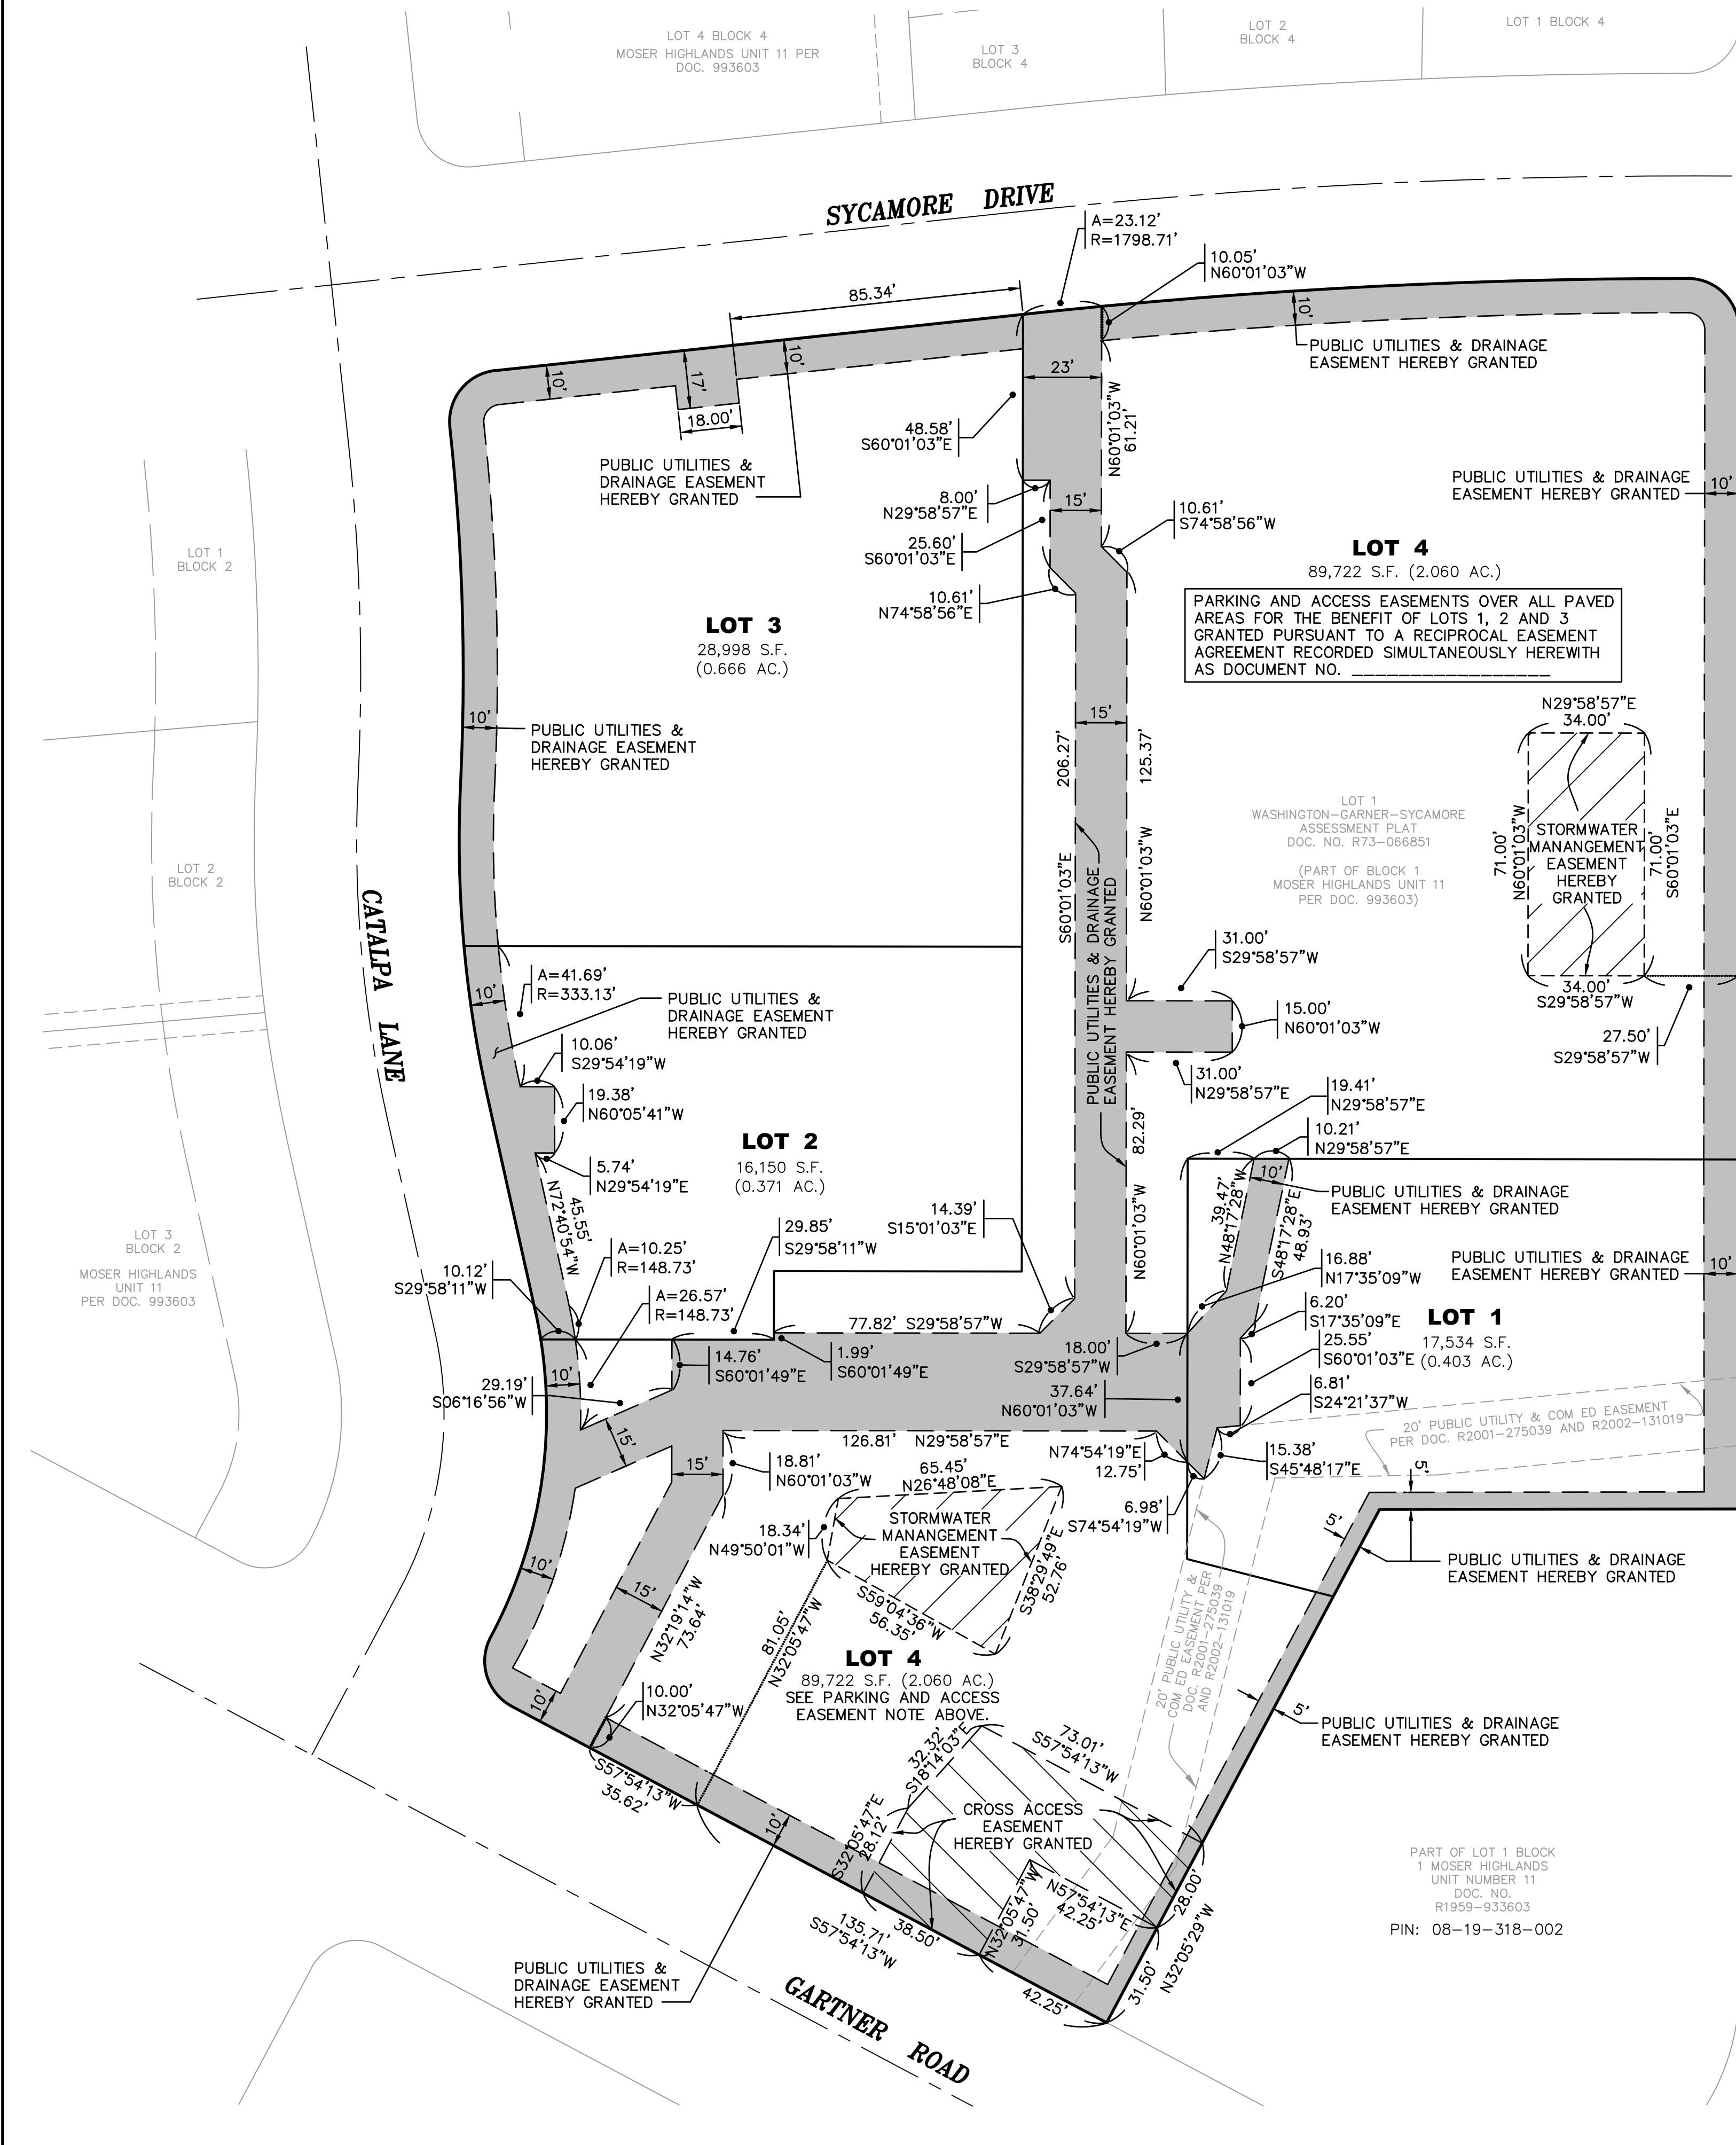 LOT 4 BLOCK 4
MOSER HIGHLANDS UNIT 11 PER
DOC. 993603
LOT 3
BLOCK 4
LOT 2
BLOCK 4
LOT 1 BLOCK 4
SYCAMORE DRIVE
A=23.12'
R=1798.71'
10.05'
N60°01'03"W
85.34'
10'
10'
17'
10'
18.00'
23'
PUBLIC UTILITIES & DRAINAGE
EASEMENT HEREBY GRANTED
48.58'
S60°01'03"E
N60°01'03"W
61.21'
PUBLIC UTILITIES &
DRAINAGE EASEMENT
HEREBY GRANTED
8.00'
N29°58'57"E
15'
10.61'
S74°58'56"W
PUBLIC UTILITIES & DRAINAGE
EASEMENT HEREBY GRANTED
10'
25.60'
S60°01'03"E
10.61'
N74°58'56"E
LOT 4
89,722 S.F. (2.060 AC.)
PARKING AND ACCESS EASEMENTS OVER ALL PAVED
AREAS FOR THE BENEFIT OF LOTS 1, 2 AND 3
GRANTED PURSUANT TO A RECIPROCAL EASEMENT
AGREEMENT RECORDED SIMULTANEOUSLY HEREWITH
AS DOCUMENT NO. _________________
LOT 1
BLOCK 2
LOT 3
28,998 S.F.
(0.666 AC.)
10'
PUBLIC UTILITIES &
DRAINAGE EASEMENT
HEREBY GRANTED
15'
206.27'
S60°01'03"E
125.37'
N60°01'03"W
PUBLIC UTILITIES & DRAINAGE
EASEMENT HEREBY GRANTED
N29°58'57"E
34.00'
71.00'
N60°01'03"W
STORMWATER
MANANGEMENT
EASEMENT
HEREBY
GRANTED
71.00'
S60°01'03"E
34.00'
S29°58'57"W
27.50'
S29°58'57"W
LOT 1
WASHINGTON-GARNER-SYCAMORE
ASSESSMENT PLAT
DOC. NO. R73-066851
(PART OF BLOCK 1
MOSER HIGHLANDS UNIT 11
PER DOC. 993603)
LOT 2
BLOCK 2
CATALPA LANE
31.00'
S29°58'57"W
15.00'
N60°01'03"W
31.00'
N29°58'57"E
10'
A=41.69'
R=333.13'
PUBLIC UTILITIES &
DRAINAGE EASEMENT
HEREBY GRANTED
10.06'
S29°54'19"W
19.38'
N60°05'41"W
5.74'
N29°54'19"E
LOT 2
16,150 S.F.
(0.371 AC.)
82.29'
N60°01'03"W
19.41'
N29°58'57"E
10.21'
N29°58'57"E
10'
PUBLIC UTILITIES & DRAINAGE
EASEMENT HEREBY GRANTED
39.47'
N48°17'28"W
S48°17'28"E
48.93'
PUBLIC UTILITIES & DRAINAGE
EASEMENT HEREBY GRANTED
10'
16.88'
N17°35'09"W
6.20'
S17°35'09"E
25.55'
S60°01'03"E
6.81'
S24°21'37"W
15.38'
S45°48'17"E
LOT 1
17,534 S.F.
(0.403 AC.)
LOT 3
BLOCK 2
MOSER HIGHLANDS
UNIT 11
PER DOC. 993603
45.55'
N72°40'54"W
10.12'
S29°58'11"W
A=10.25'
R=148.73'
A=26.57'
R=148.73'
29.85'
S29°58'11"W
14.39'
S15°01'03"E
77.82' S29°58'57"W
14.76'
S60°01'49"E
1.99'
S60°01'49"E
18.00'
S29°58'57"W
37.64'
N60°01'03"W
10'
29.19'
S06°16'56"W
15'
15'
126.81' N29°58'57"E
18.81'
N60°01'03"W
N74°54'19"E
12.75'
6.98'
S74°54'19"W
20' PUBLIC UTILITY & COM ED EASEMENT
PER DOC. R2001-275039 AND R2002-131019
5'
5'
PUBLIC UTILITIES & DRAINAGE
EASEMENT HEREBY GRANTED
65.45'
N26°48'08"E
18.34'
N49°50'01"W
STORMWATER
MANANGEMENT
EASEMENT
HEREBY GRANTED
S38°29'49"E
52.76'
S59°04'36"W
56.35'
10'
15'
N32°19'14"W
73.64'
81.05'
N32°05'47"W
20' PUBLIC UTILITY &
COM ED EASEMENT PER
DOC. R2001-275039
AND R2002-131019
LOT 4
89,722 S.F. (2.060 AC.)
SEE PARKING AND ACCESS
EASEMENT NOTE ABOVE.
10'
10.00'
N32°05'47"W
5'
PUBLIC UTILITIES & DRAINAGE
EASEMENT HEREBY GRANTED
S57°54'13"W
35.62'
10'
32.32'
S18°14'03"E
73.01'
S57°54'13"W
S32°05'47"E
28.12'
CROSS ACCESS
EASEMENT
HEREBY GRANTED
N32°05'47"W
31.50'
N57°54'13"E
42.25'
28.00'
N32°05'29"W
31.50'
135.71'
S57°54'13"W
38.50'
42.25'
PUBLIC UTILITIES &
DRAINAGE EASEMENT
HEREBY GRANTED
GARTNER ROAD
PART OF LOT 1 BLOCK
1 MOSER HIGHLANDS
UNIT NUMBER 11
DOC. NO.
R1959-933603
PIN: 08-19-318-002